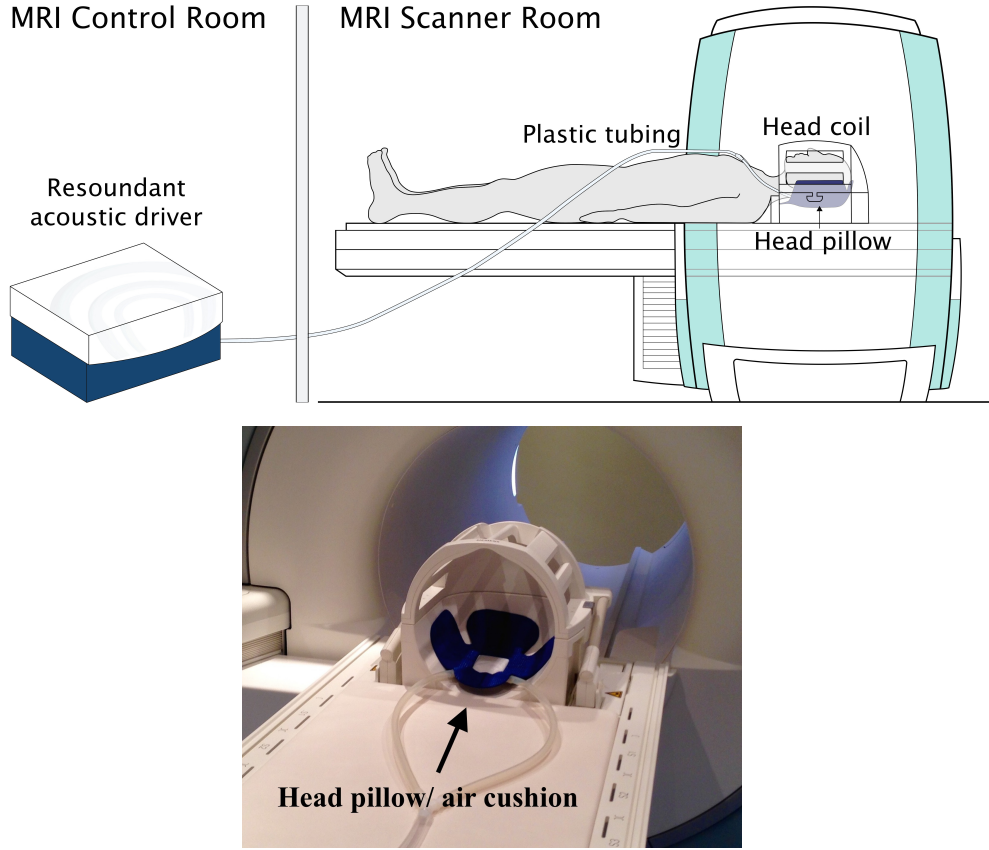 MRI Control Room
MRI Scanner Room
Plastic tubing
Head coil
Resoundant
acoustic driver
Head pillow
Head pillow/ air cushion